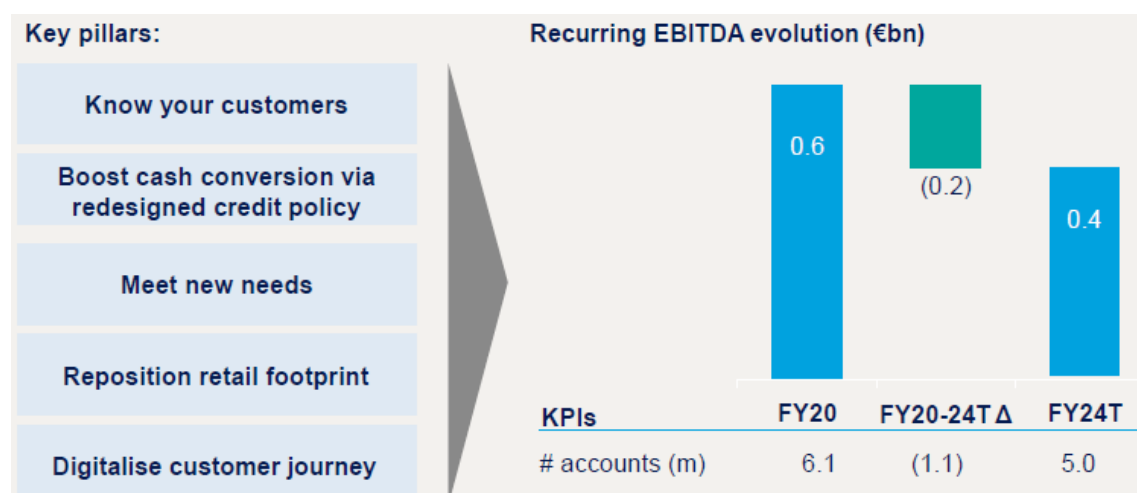 Key pillars:
Know your customers
Boost cash conversion via
redesigned credit policy
Meet new needs
Reposition retail footprint
Digitalise customer journey
Recurring EBITDA evolution (€bn)
0.6
(0.2)
0.4
KPIs FY20 FY20-24T Δ FY24T
# accounts (m) 6.1 (1.1) 5.0